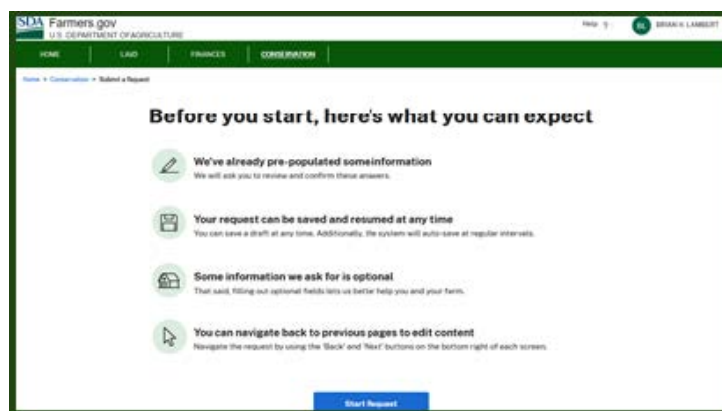 USDA Farmers.gov
U.S. DEPARTMENT OF AGRICULTURE
Help ?
BL BRIAN H. LAMBERT
HOME LAND FINANCES CONSERVATION
Home > Conservation > Submit a Request
Before you start, here's what you can expect
We've already pre-populated some information
We will ask you to review and confirm these answers.
Your request can be saved and resumed at any time
You can save a draft at any time. Additionally, the system will auto-save at regular intervals.
Some information we ask for is optional
That said, filling out optional fields lets us better help you and your farm.
You can navigate back to previous pages to edit content
Navigate the request by using the 'Back' and 'Next' buttons on the bottom right of each screen.
Start Request